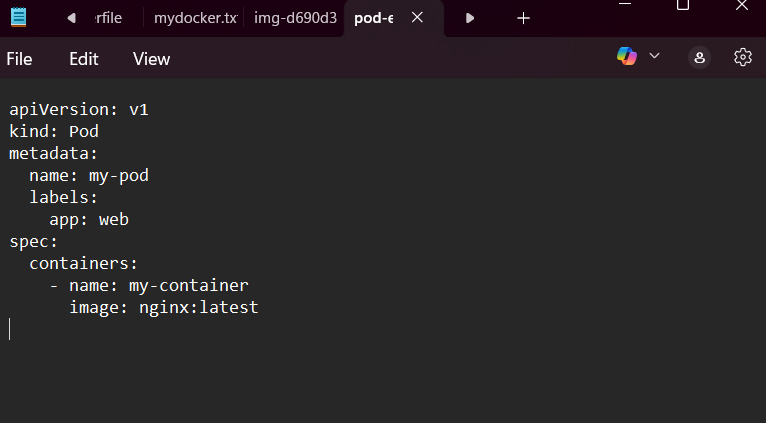 erfile mydocker.tx img-d690d3 pod-e
File Edit View
apiVersion: v1
kind: Pod
metadata:
  name: my-pod
  labels:
    app: web
spec:
  containers:
    - name: my-container
      image: nginx:latest